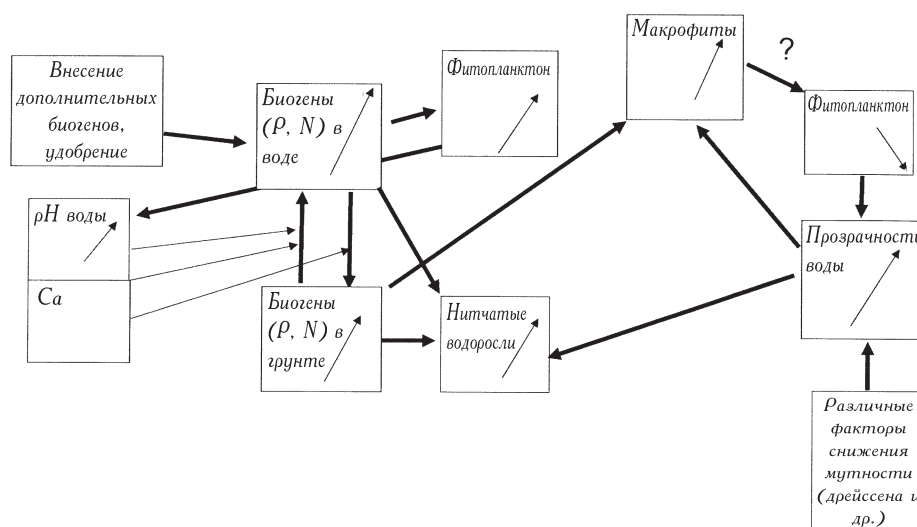 Внесение
дополнительных
биогенов,
удобрение
Биогены
(P, N) в
воде
Фитопланктон
Макрофиты
?
Фитопланктон
pH воды
Ca
Биогены
(P, N) в
грунте
Нитчатые
водоросли
Прозрачность
воды
Различные
факторы
снижения
мутности
(дрейссена и
др.)